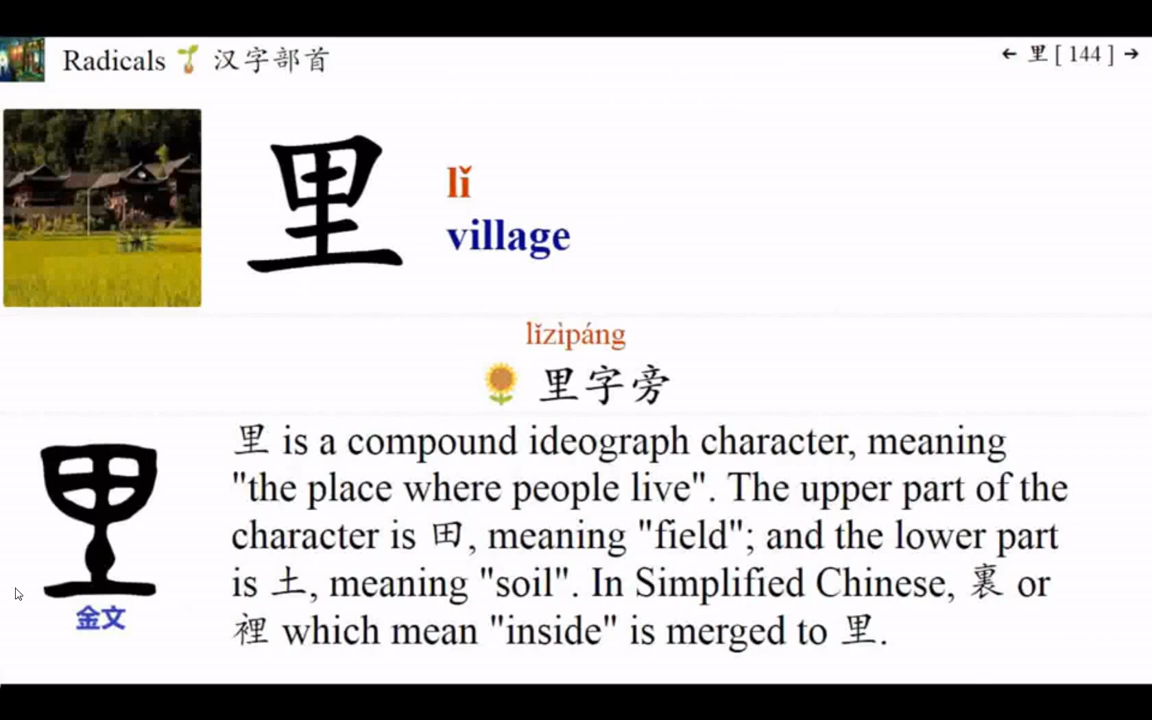 Radicals 汉字部首
← 里 [ 144 ] →
里
lǐ
village
lǐzìpáng
里字旁
里 is a compound ideograph character, meaning
"the place where people live". The upper part of the
character is 田, meaning "field"; and the lower part
is 土, meaning "soil". In Simplified Chinese, 裏 or
裡 which mean "inside" is merged to 里.
里
金文